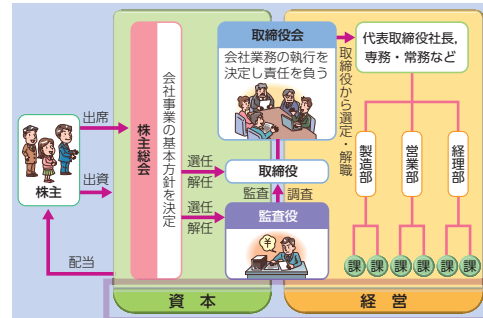 取締役会
会社業務の執行を
決定し責任を負う
代表取締役社長,
専務・常務など
取締役から選定・解職
出席
株主
出資
配当
株主総会
会社事業の基本方針を決定
選任
解任
取締役
選任
解任
監査
調査
監査役
¥
製造部
営業部
経理部
課
課
課
課
課
課
資本
経営